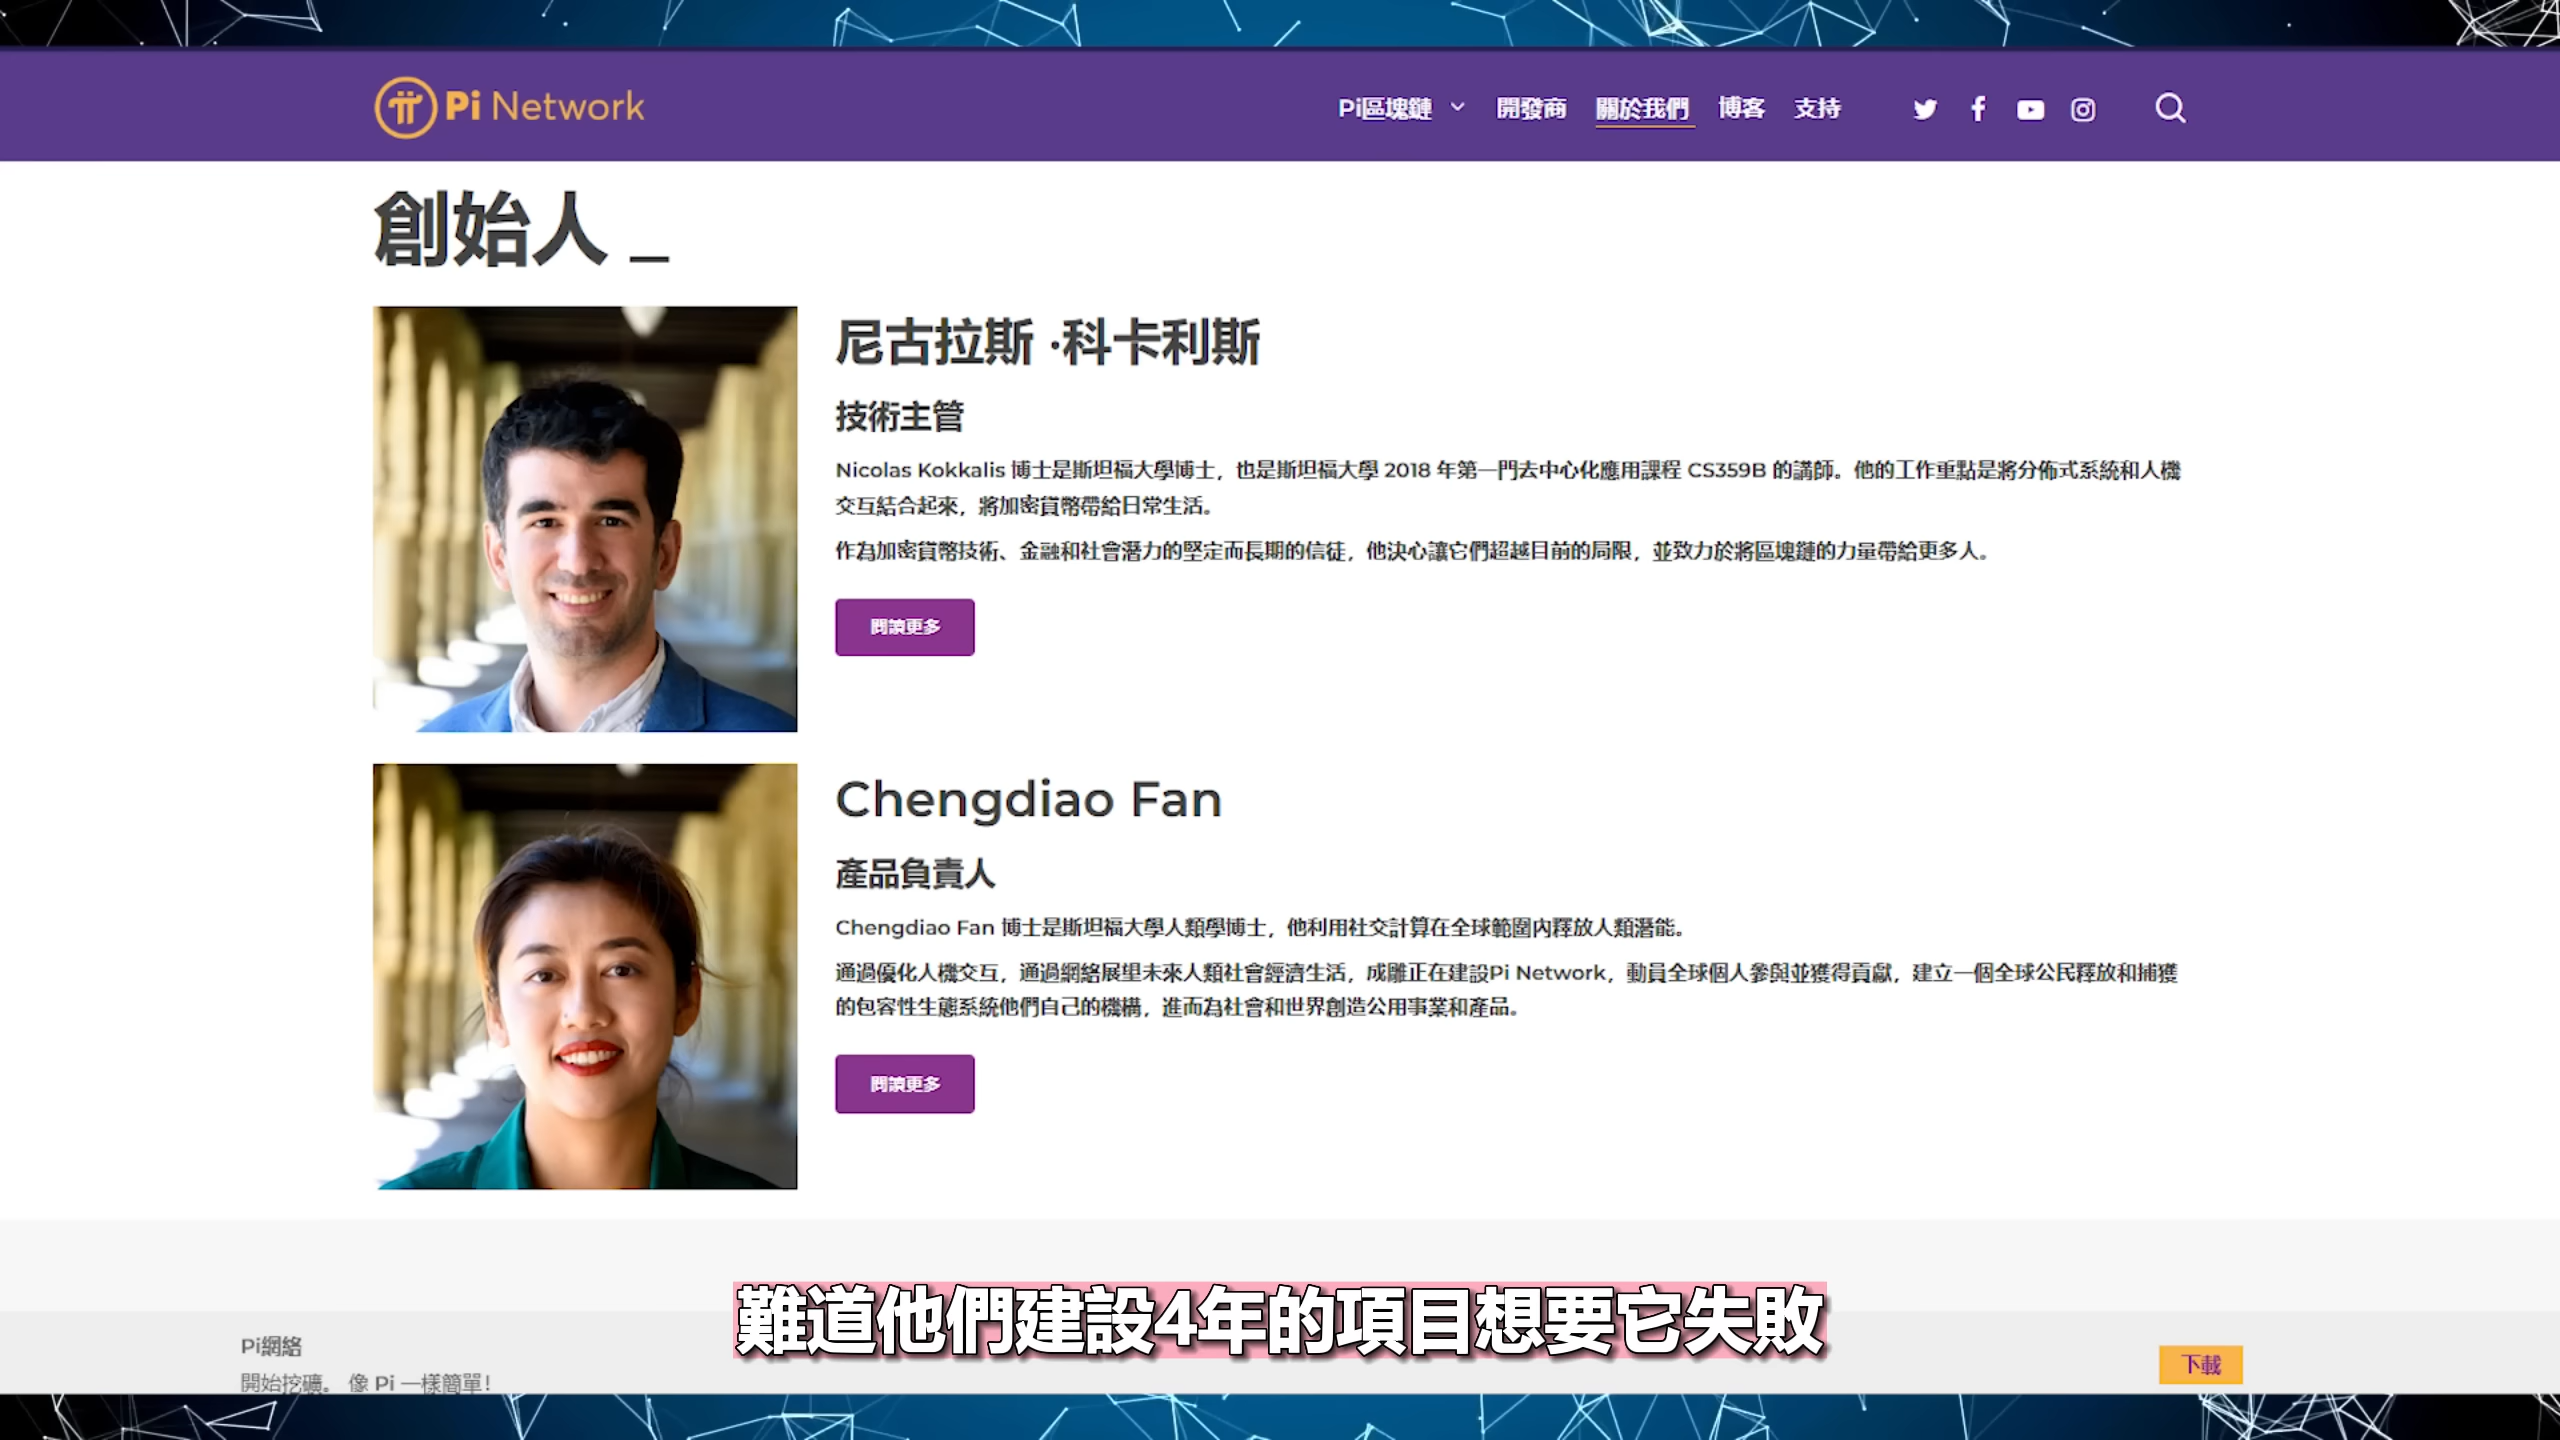 Pi Network
Pi區塊鏈 開發商 關於我們 博客 支持
創始人 _
尼古拉斯 ·科卡利斯
技術主管
Nicolas Kokkalis 博士是斯坦福大學博士，也是斯坦福大學 2018 年第一門去中心化應用課程 CS359B 的講師。他的工作重點是將分佈式系統和人機
交互結合起來，將加密貨幣帶給日常生活。
作為加密貨幣技術、金融和社會潛力的堅定而長期的信徒，他決心讓它們超越目前的局限，並致力於將區塊鏈的力量帶給更多人。
閱讀更多
Chengdiao Fan
產品負責人
Chengdiao Fan 博士是斯坦福大學人類學博士，他利用社交計算在全球範圍內釋放人類潛能。
通過優化人機交互，通過網絡展望未來人類社會經濟生活，成雕正在建設Pi Network，動員全球個人參與並獲得貢獻，建立一個全球公民釋放和捕獲
的包容性生態系統他們自己的機構，進而為社會和世界創造公用事業和產品。
閱讀更多
難道他們建設4年的項目想要它失敗
Pi網絡
開始挖礦。 像 Pi 一樣簡單！
下載